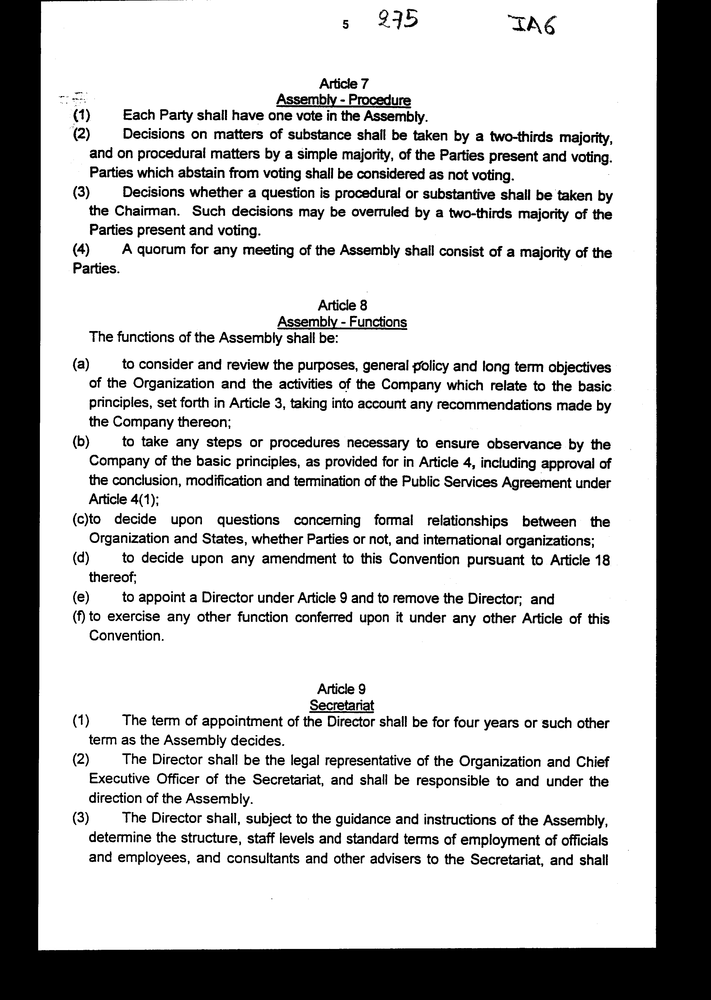 5 275 IA6
Article 7
Assembly - Procedure
(1) Each Party shall have one vote in the Assembly.
(2) Decisions on matters of substance shall be taken by a two-thirds majority,
and on procedural matters by a simple majority, of the Parties present and voting.
Parties which abstain from voting shall be considered as not voting.
(3) Decisions whether a question is procedural or substantive shall be taken by
the Chairman. Such decisions may be overruled by a two-thirds majority of the
Parties present and voting.
(4) A quorum for any meeting of the Assembly shall consist of a majority of the
Parties.
Article 8
Assembly - Functions
The functions of the Assembly shall be:
(a) to consider and review the purposes, general policy and long term objectives
of the Organization and the activities of the Company which relate to the basic
principles, set forth in Article 3, taking into account any recommendations made by
the Company thereon;
(b) to take any steps or procedures necessary to ensure observance by the
Company of the basic principles, as provided for in Article 4, including approval of
the conclusion, modification and termination of the Public Services Agreement under
Article 4(1);
(c)to decide upon questions concerning formal relationships between the
Organization and States, whether Parties or not, and international organizations;
(d) to decide upon any amendment to this Convention pursuant to Article 18
thereof;
(e) to appoint a Director under Article 9 and to remove the Director; and
(f) to exercise any other function conferred upon it under any other Article of this
Convention.
Article 9
Secretariat
(1) The term of appointment of the Director shall be for four years or such other
term as the Assembly decides.
(2) The Director shall be the legal representative of the Organization and Chief
Executive Officer of the Secretariat, and shall be responsible to and under the
direction of the Assembly.
(3) The Director shall, subject to the guidance and instructions of the Assembly,
determine the structure, staff levels and standard terms of employment of officials
and employees, and consultants and other advisers to the Secretariat, and shall